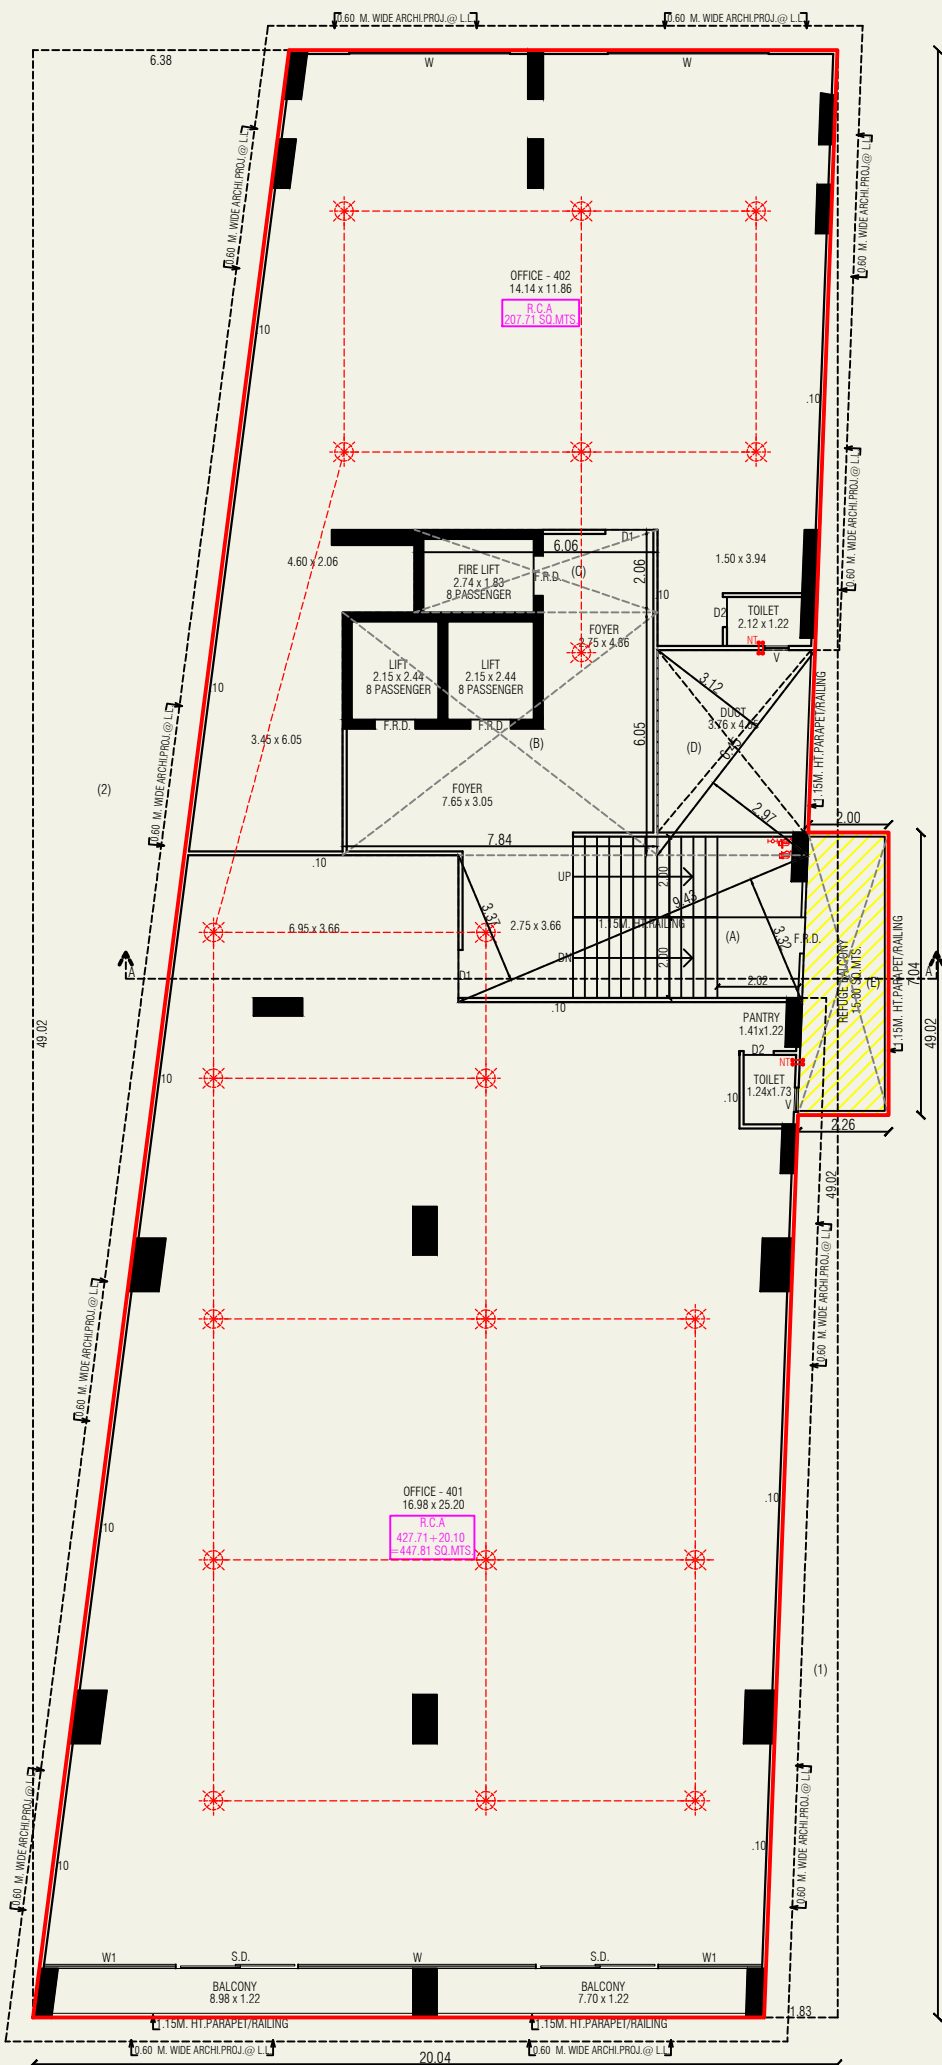 0.60 M. WIDE ARCHI.PROJ.@ L.L.
0.60 M. WIDE ARCHI.PROJ.@ L.L.
6.38
W
W
0.60 M. WIDE ARCHI.PROJ.@ L.L.
0.60 M. WIDE ARCHI.PROJ.@ L.L.
OFFICE - 402
14.14 x 11.86
R.C.A
207.71 SQ.MTS.
.10
.10
0.60 M. WIDE ARCHI.PROJ.@ L.L.
4.60 x 2.06
FIRE LIFT
2.74 x 1.83
8 PASSENGER
F.R.D.
6.06
(C)
D1
2.06
.10
1.50 x 3.94
D2
TOILET
2.12 x 1.22
NT
V
FOYER
2.75 x 4.86
LIFT
2.15 x 2.44
8 PASSENGER
LIFT
2.15 x 2.44
8 PASSENGER
F.R.D.
F.R.D.
.10
3.45 x 6.05
(B)
6.05
3.12
DUCT
(D)
2.97
1.15M. HT.PARAPET/RAILING
FOYER
7.65 x 3.05
(2)
0.60 M. WIDE ARCHI.PROJ.@ L.L.
2.00
7.84
.10
UP
2.00
9.43
3.37
6.95 x 3.66
2.75 x 3.66
1.15M. HT.RAILING
(A)
3.32
F.R.D.
DN
2.00
A
D1
2.02
REFUGE BALCONY
15.00 SQ.MTS.
(E)
7.04
1.15M. HT.PARAPET/RAILING
A
49.02
49.02
.10
PANTRY
1.41x1.22
D2
NT
TOILET
1.24x1.73
V
.10
.10
2.26
49.02
0.60 M. WIDE ARCHI.PROJ.@ L.L.
0.60 M. WIDE ARCHI.PROJ.@ L.L.
OFFICE - 401
16.98 x 25.20
R.C.A
427.71+20.10
=447.81 SQ.MTS.
.10
.10
(1)
0.60 M. WIDE ARCHI.PROJ.@ L.L.
0.60 M. WIDE ARCHI.PROJ.@ L.L.
.10
.10
W1
S.D.
W
S.D.
W1
BALCONY
8.98 x 1.22
BALCONY
7.70 x 1.22
1.83
1.15M. HT.PARAPET/RAILING
1.15M. HT.PARAPET/RAILING
0.60 M. WIDE ARCHI.PROJ.@ L.L.
0.60 M. WIDE ARCHI.PROJ.@ L.L.
20.04